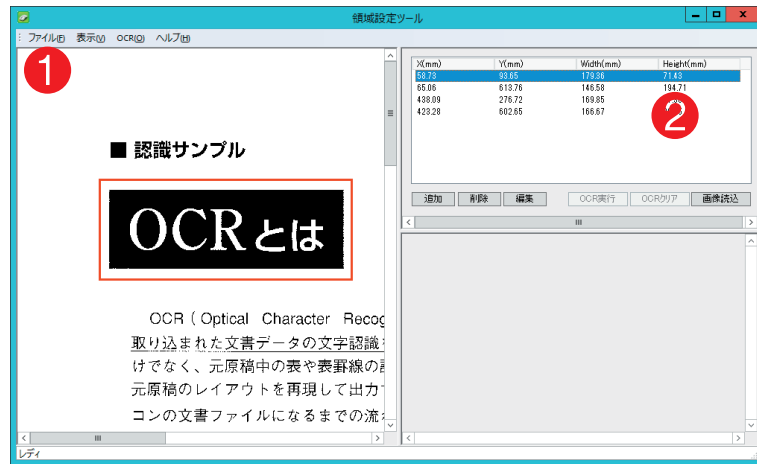 領域設定ツール
ファイル(F) 表示(V) OCR(O) ヘルプ(H)
1
■ 認識サンプル
OCRとは
OCR ( Optical Character Recog
取り込まれた文書データの文字認識
けでなく、元原稿中の表や表罫線の
元原稿のレイアウトを再現して出力
コンの文書ファイルになるまでの流
X(mm) Y(mm) Width(mm) Height(mm)
58.73 93.65 179.36 71.43
65.06 613.76 146.58 194.71
438.09 276.72 169.85
423.28 602.65 166.67
2
追加 削除 編集 OCR実行 OCRクリア 画像読込
レディ